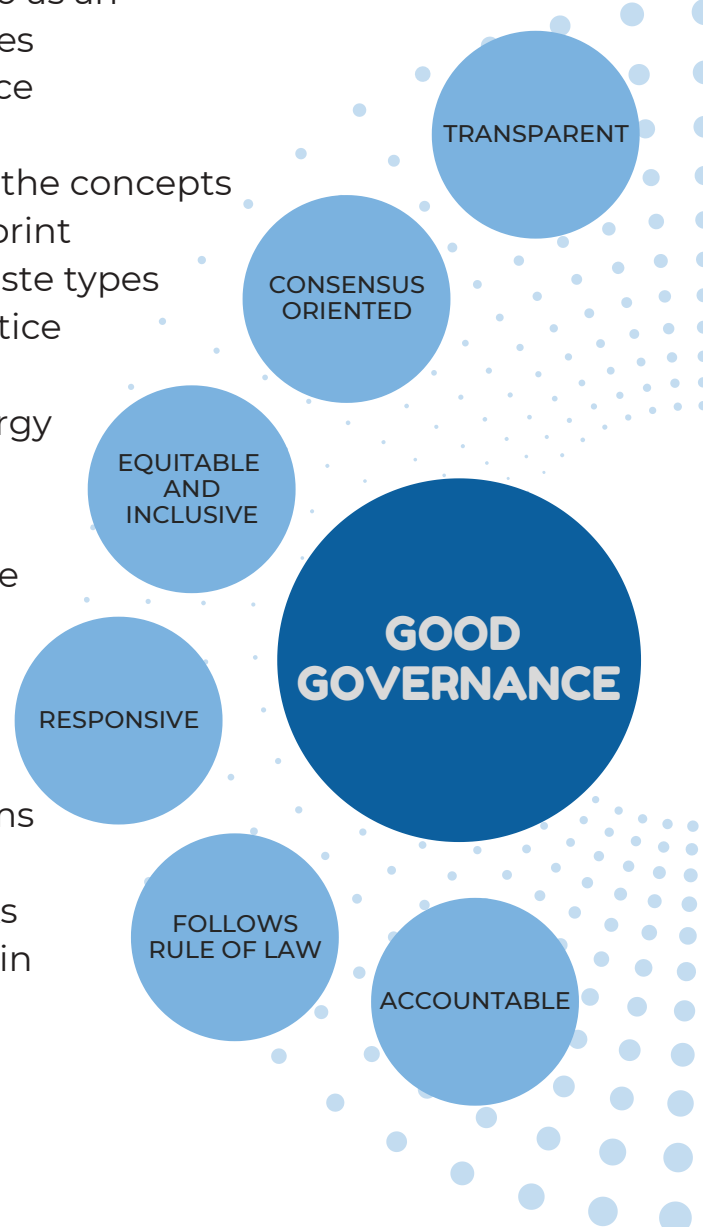 es
ce
the concepts
print
ste types
tice
rgy
e
ns
s
in
TRANSPARENT
CONSENSUS
ORIENTED
EQUITABLE
AND
INCLUSIVE
RESPONSIVE
FOLLOWS
RULE OF LAW
ACCOUNTABLE
GOOD
GOVERNANCE